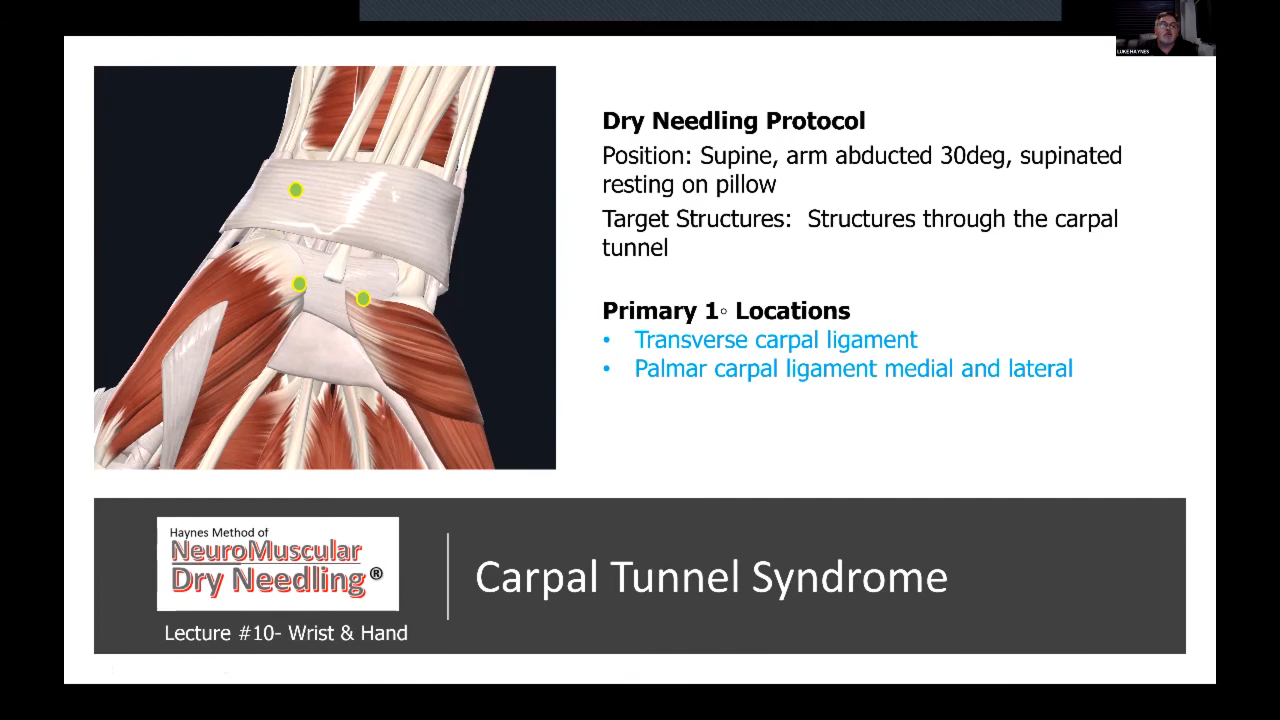 LUKE HAYNES
Dry Needling Protocol
Position: Supine, arm abducted 30deg, supinated
resting on pillow
Target Structures:  Structures through the carpal
tunnel
Primary 1◦ Locations
• Transverse carpal ligament
• Palmar carpal ligament medial and lateral
Haynes Method of
NeuroMuscular
Dry Needling®
Lecture #10- Wrist & Hand
Carpal Tunnel Syndrome